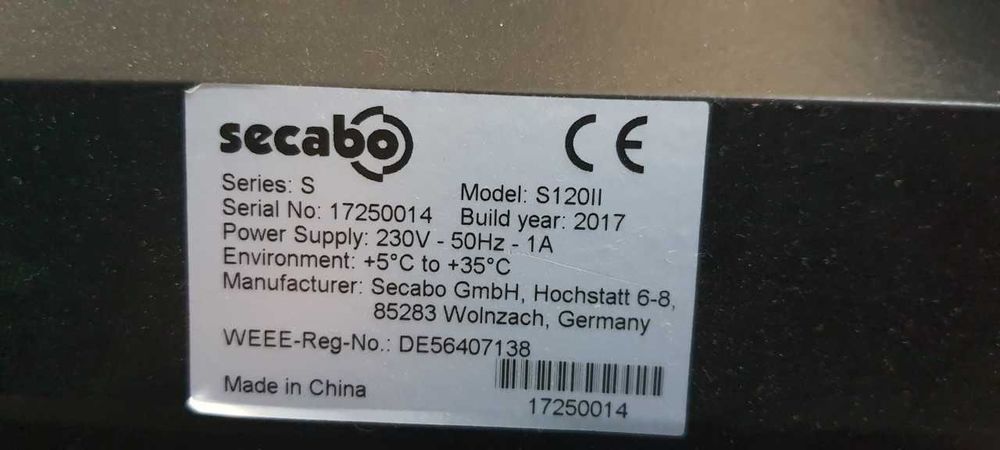 secabo
CE
Series: S
Model: S120II
Serial No: 17250014
Build year: 2017
Power Supply: 230V - 50Hz - 1A
Environment: +5°C to +35°C
Manufacturer: Secabo GmbH, Hochstatt 6-8,
85283 Wolnzach, Germany
WEEE-Reg-No.: DE56407138
Made in China
17250014